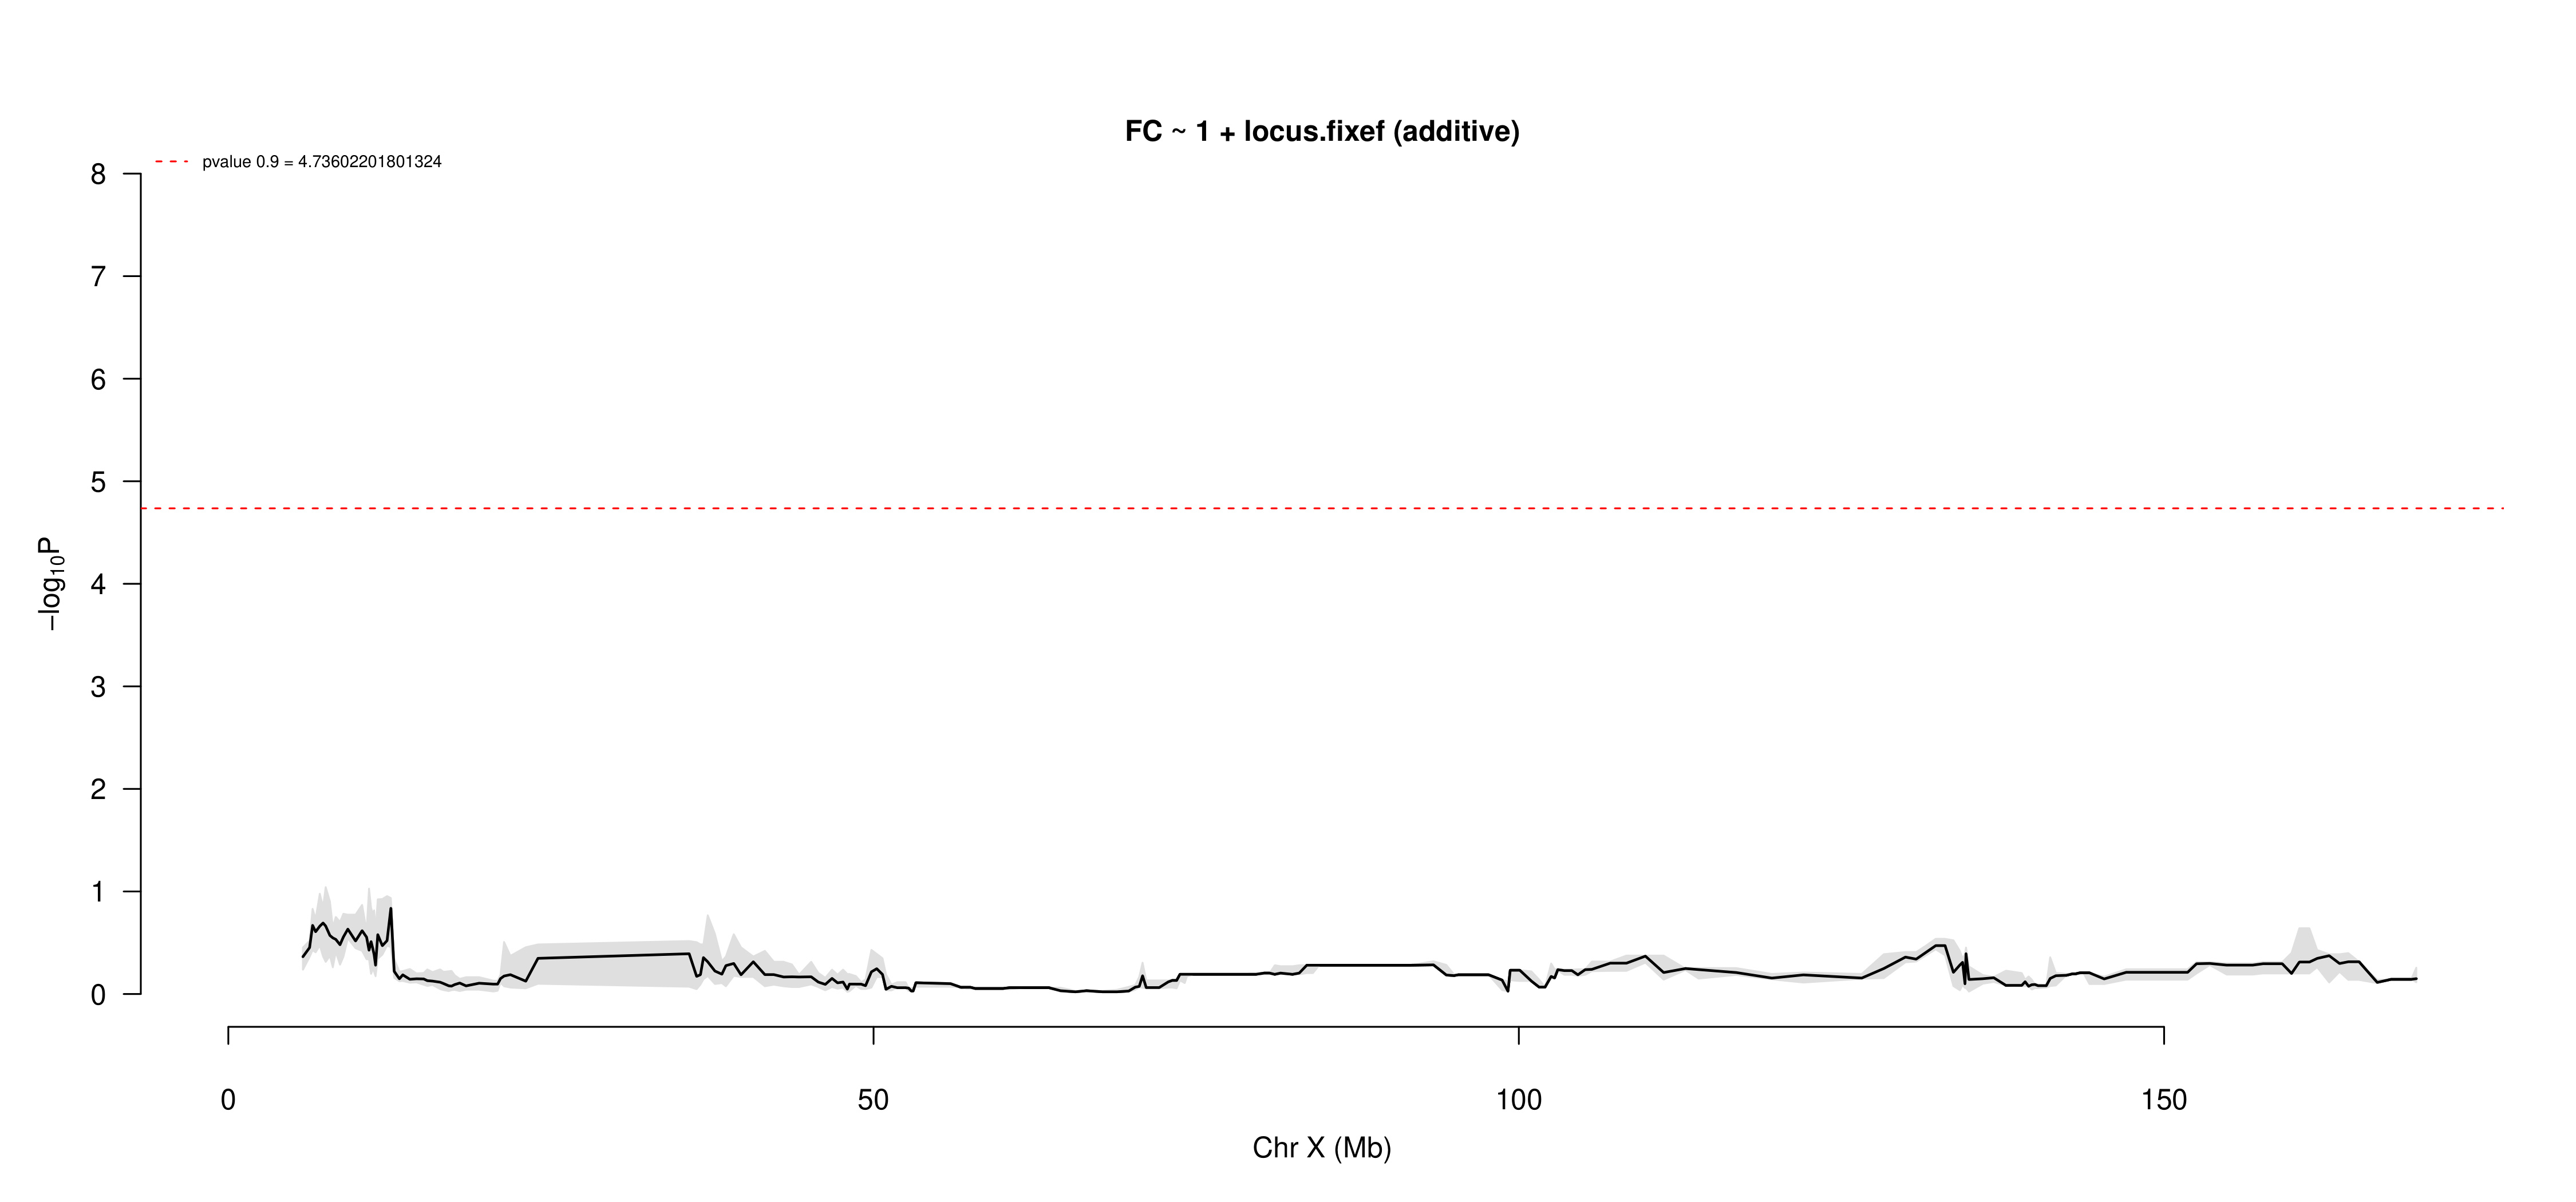 FC ~ 1 + locus.fixef (additive)
pvalue 0.9 = 4.73602201801324
8
7
6
5
4
3
2
1
0
−log10P
0 50 100 150
Chr X (Mb)